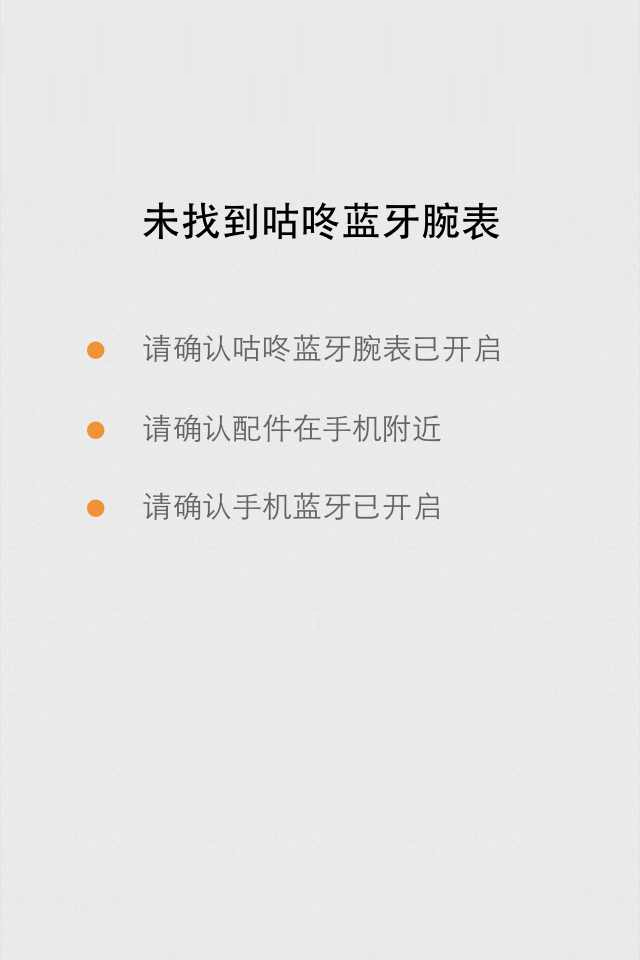 未找到咕咚蓝牙腕表
请确认咕咚蓝牙腕表已开启
请确认配件在手机附近
请确认手机蓝牙已开启